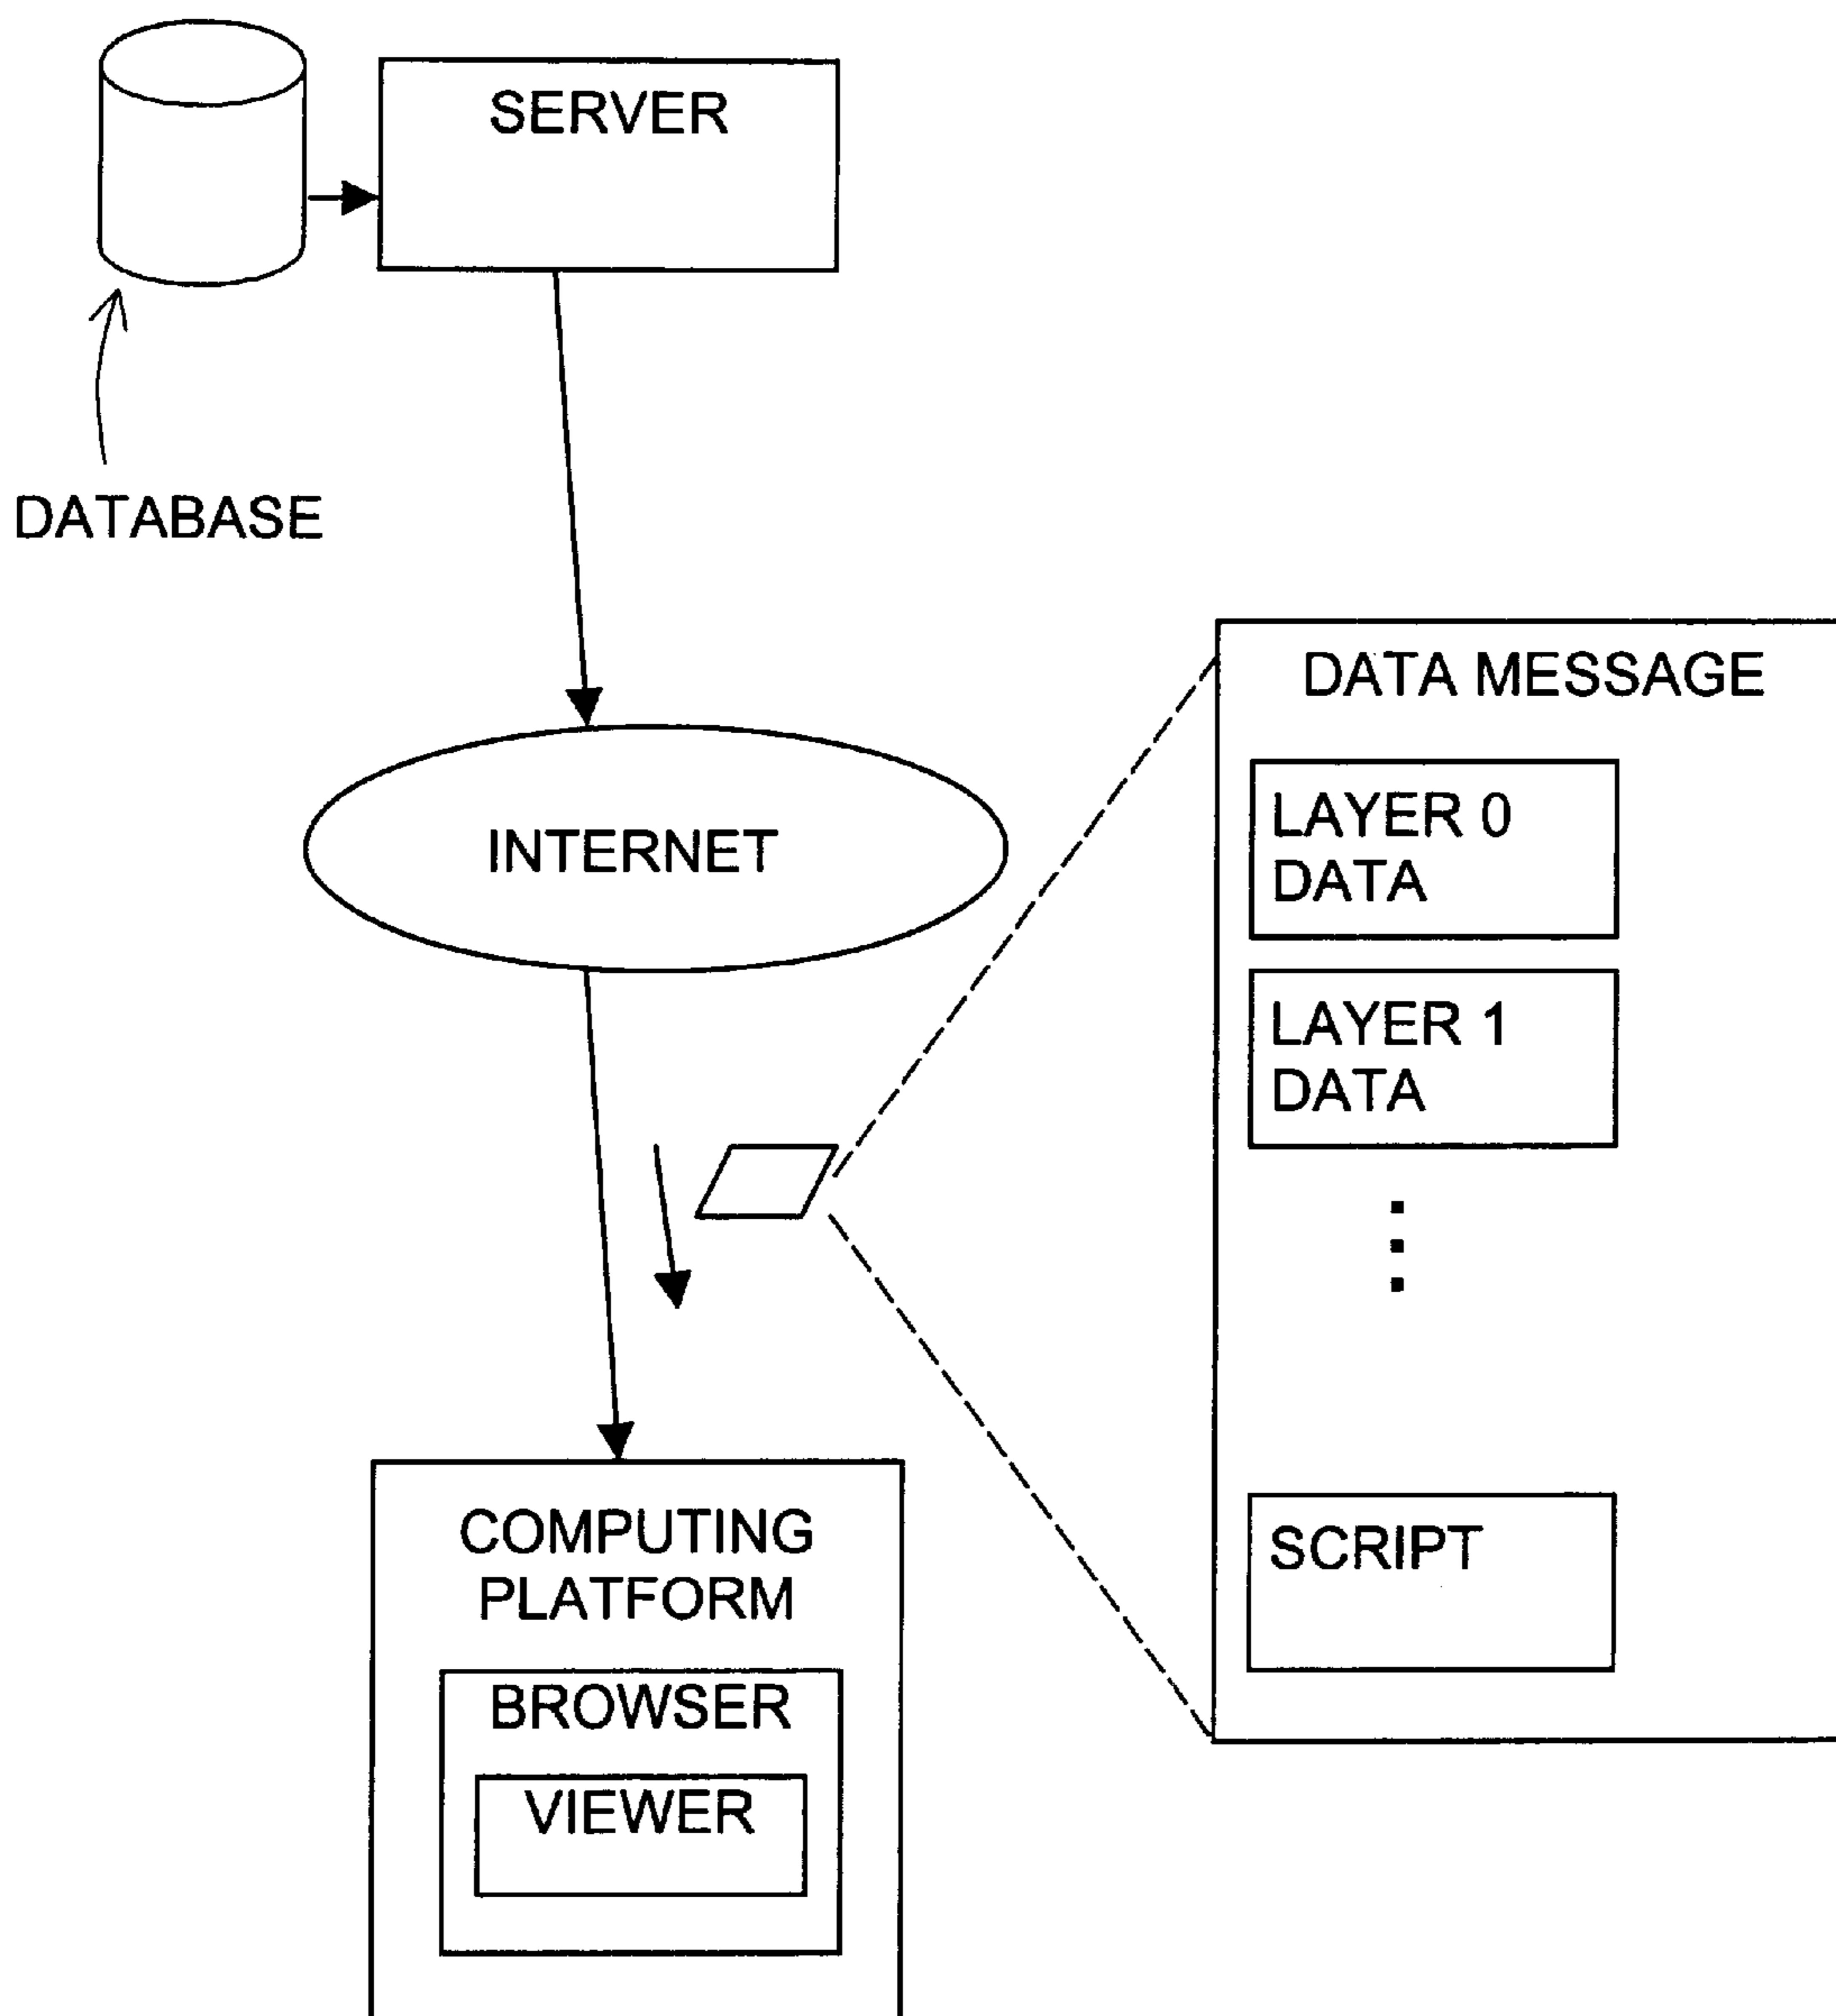 SERVER
DATABASE
INTERNET
DATA MESSAGE
LAYER 0
DATA
LAYER 1
DATA
SCRIPT
COMPUTING
PLATFORM
BROWSER
VIEWER